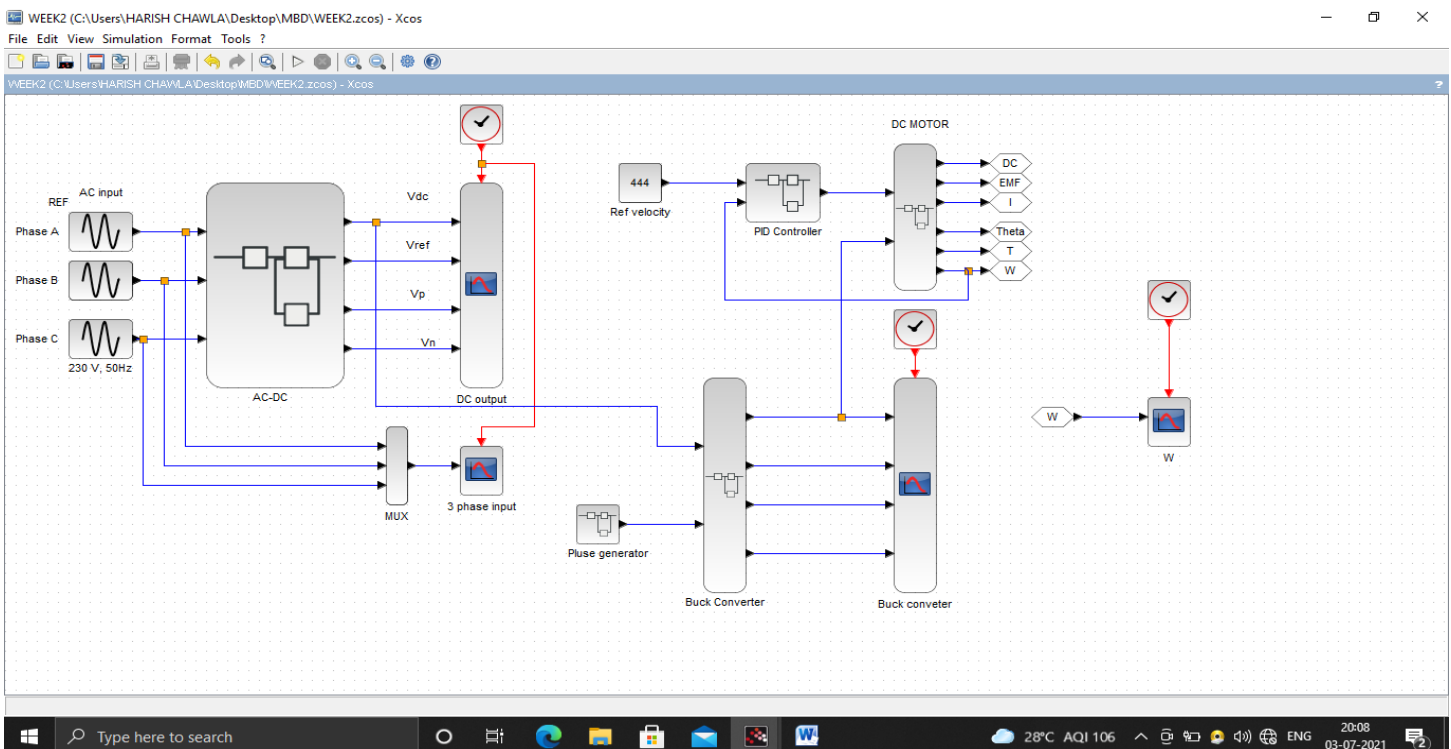 WEEK2 (C:\Users\HARISH CHAWLA\Desktop\MBD\WEEK2.zcos) - Xcos
File Edit View Simulation Format Tools ?
WEEK2 (C:\Users\HARISH CHAWLA\Desktop\MBD\WEEK2.zcos) - Xcos
?
AC input
REF
Phase A
Phase B
Phase C
230 V, 50Hz
AC-DC
Vdc
Vref
Vp
Vn
DC output
MUX
3 phase input
444
Ref velocity
PID Controller
DC MOTOR
DC
EMF
I
Theta
T
W
Pluse generator
Buck Converter
Buck conveter
W
W
Type here to search
28°C AQI 106
ENG
20:08
03-07-2021
2